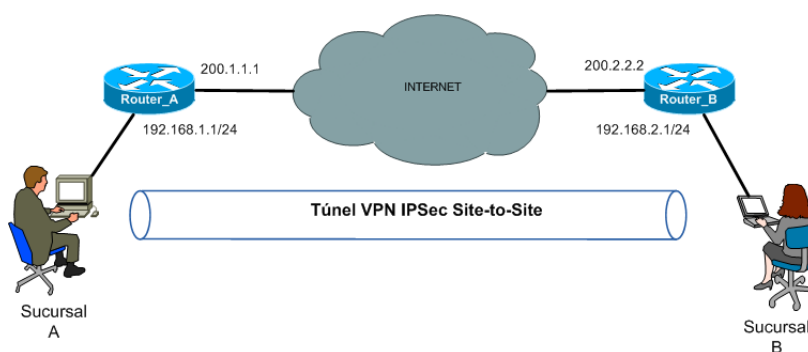 200.1.1.1
INTERNET
200.2.2.2
Router_A
Router_B
192.168.1.1/24
192.168.2.1/24
Túnel VPN IPSec Site-to-Site
Sucursal
A
Sucursal
B